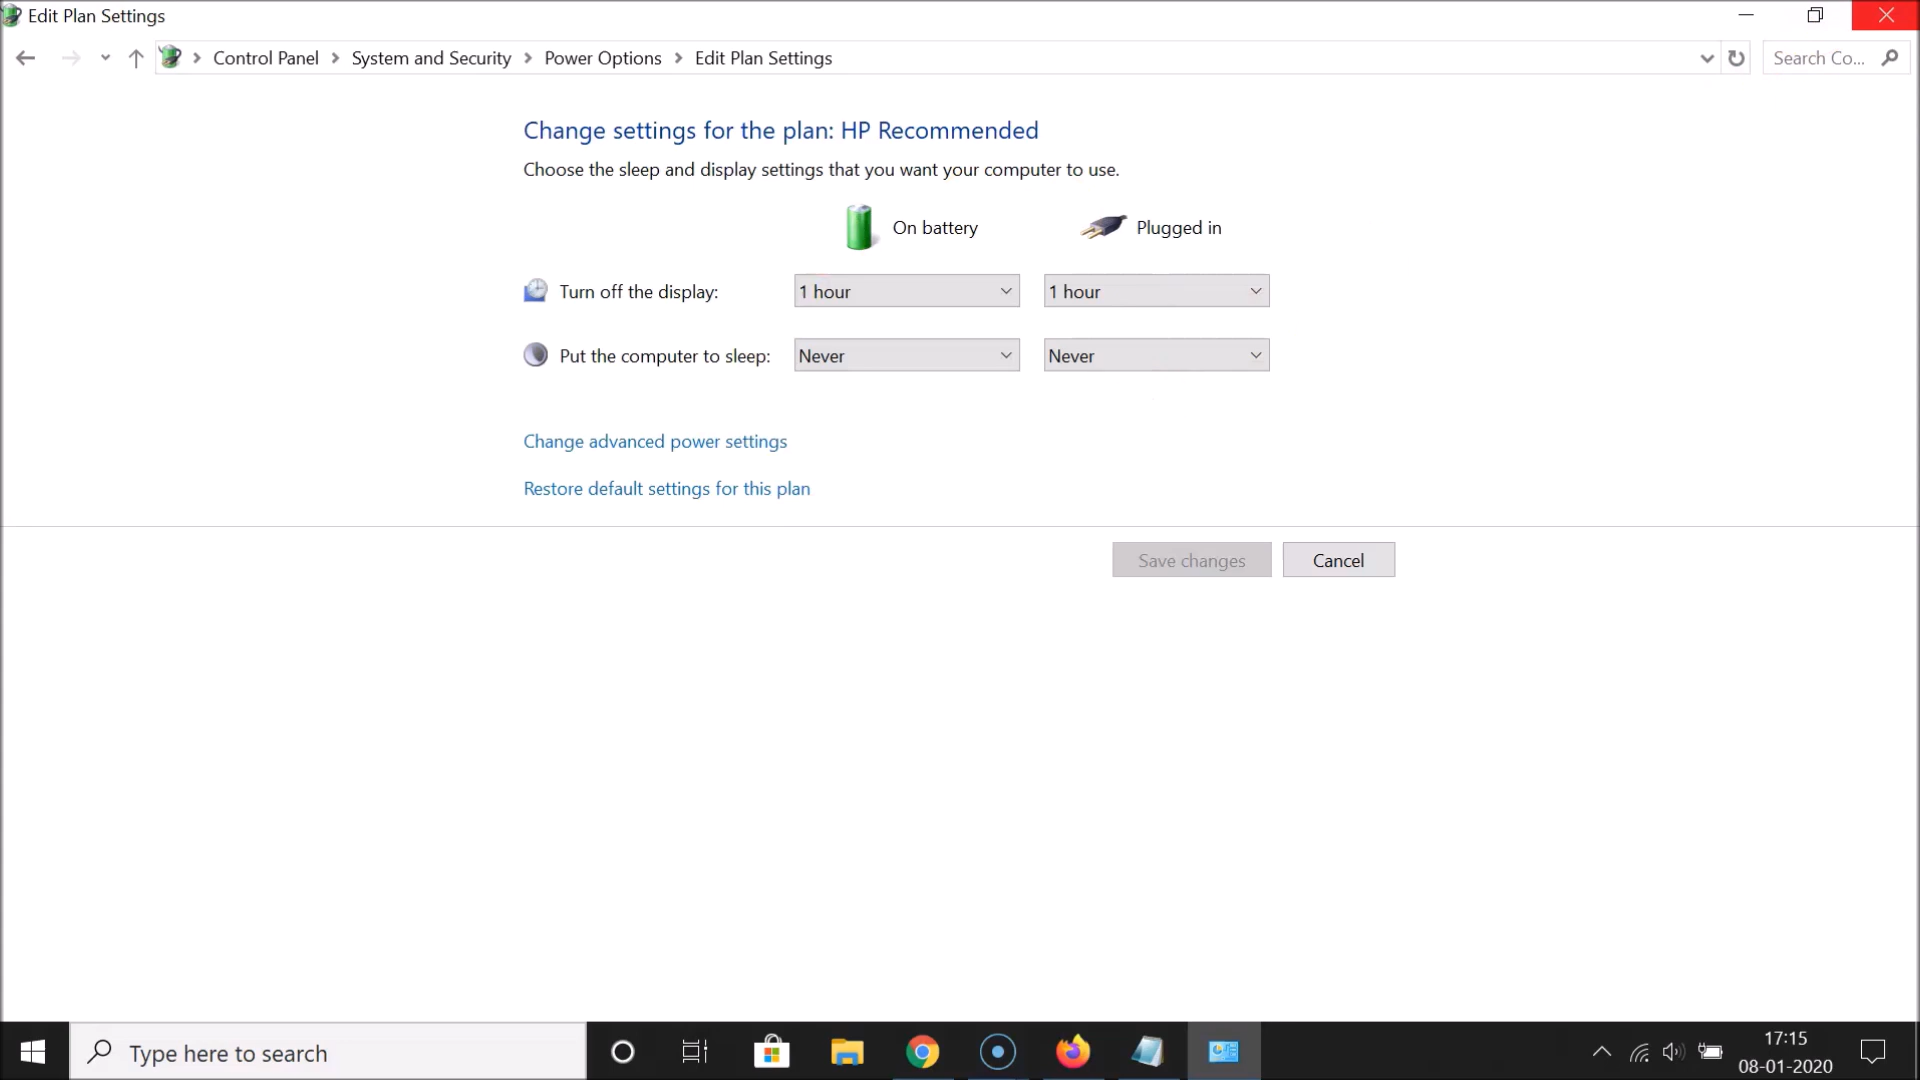 Edit Plan Settings
Control Panel System and Security Power Options Edit Plan Settings Search Co...
Change settings for the plan: HP Recommended
Choose the sleep and display settings that you want your computer to use.
On battery Plugged in
Turn off the display: 1 hour 1 hour
Put the computer to sleep: Never Never
Change advanced power settings
Restore default settings for this plan
Save changes Cancel
Type here to search
17:15
08-01-2020